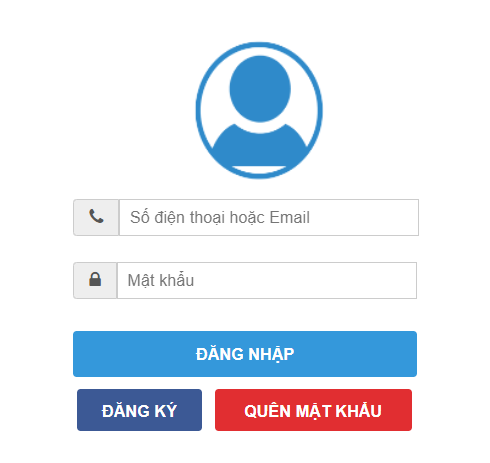 Số điện thoại hoặc Email
Mật khẩu
ĐĂNG NHẬP
ĐĂNG KÝ QUÊN MẬT KHẨU